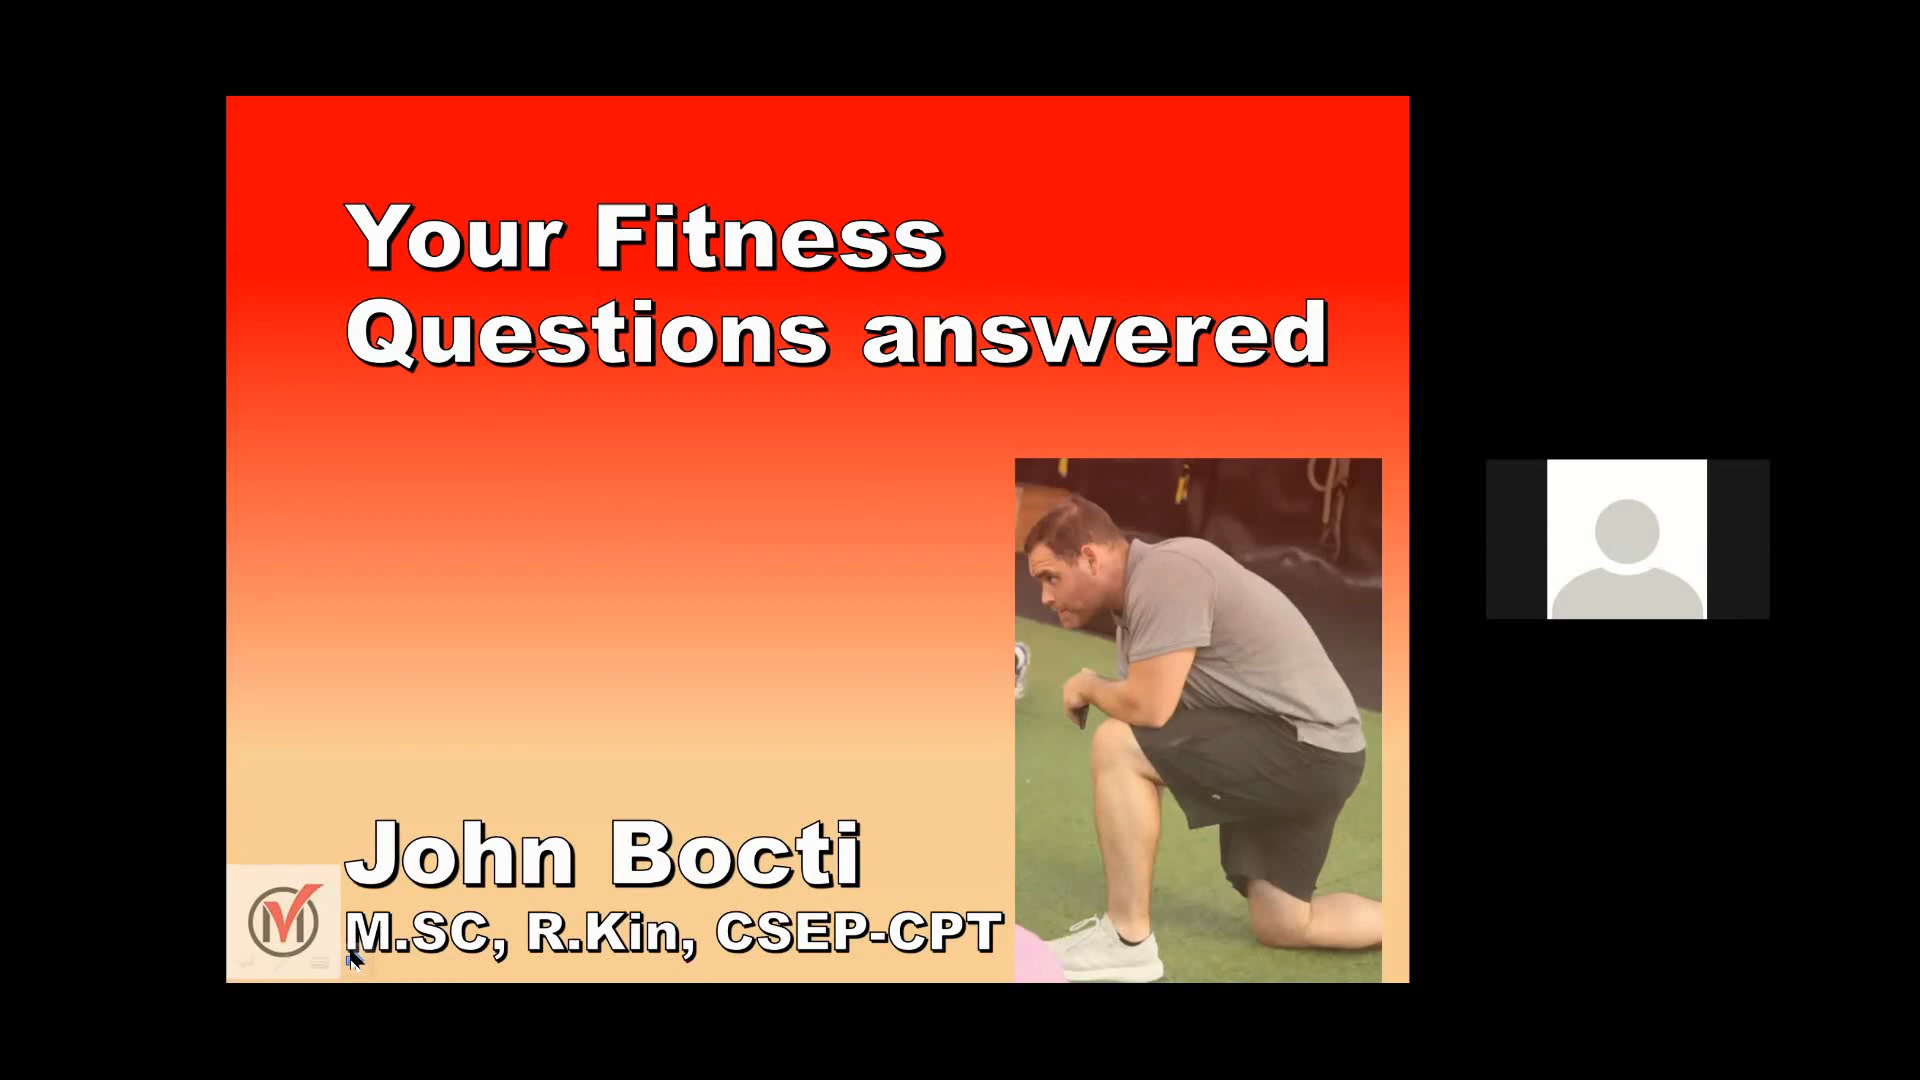 Your Fitness
Questions answered
John Bocti
M.SC, R.Kin, CSEP-CPT